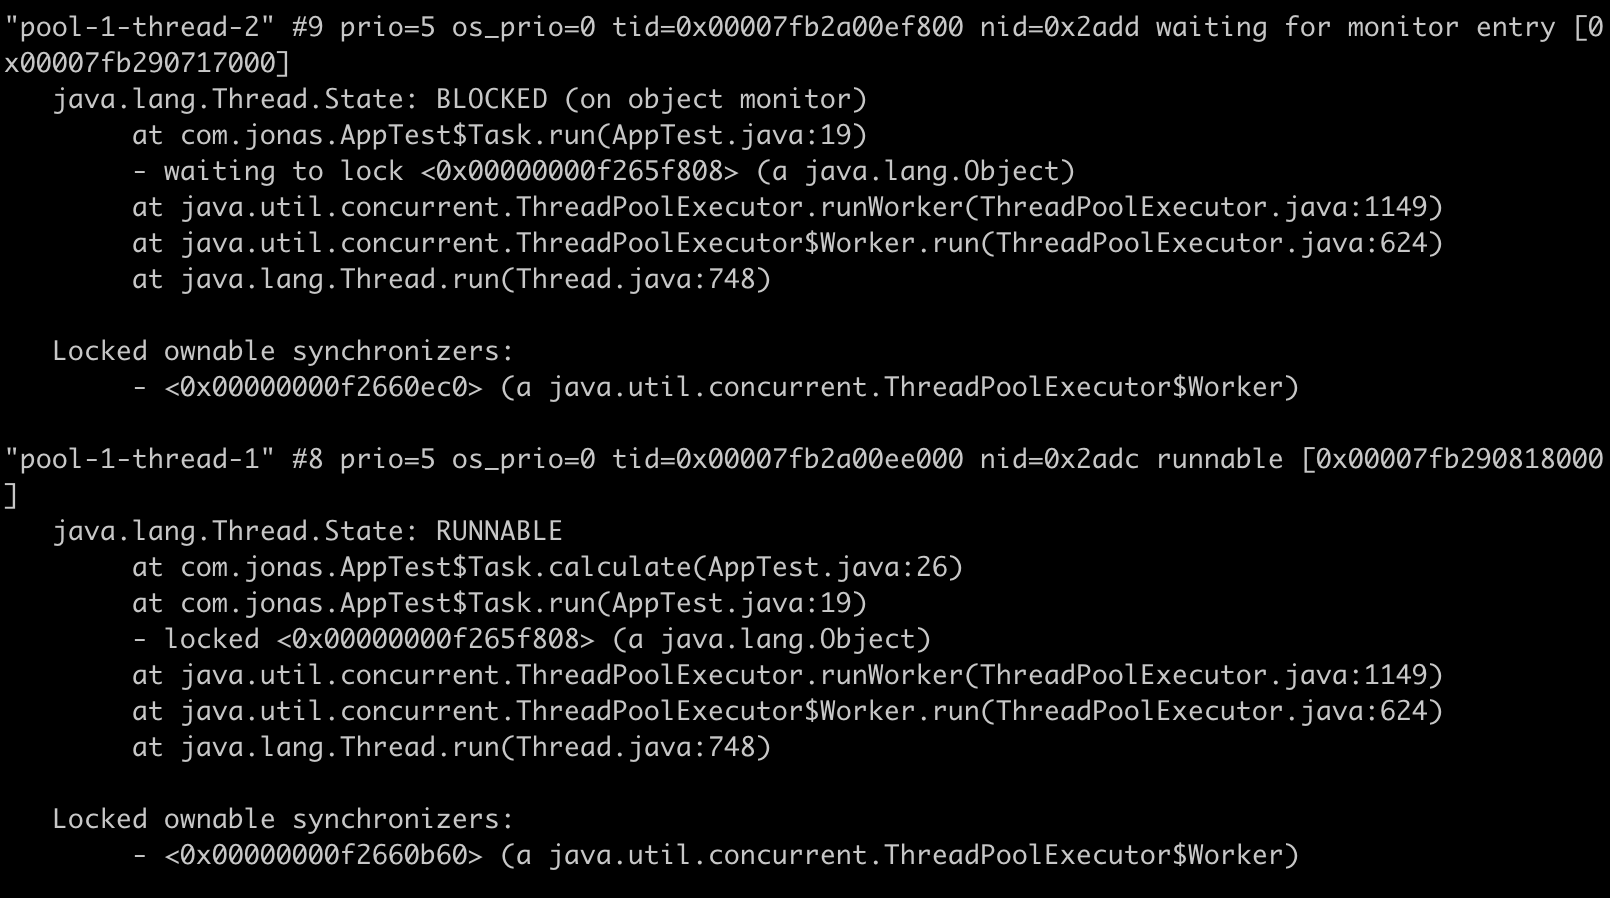 "pool-1-thread-2" #9 prio=5 os_prio=0 tid=0x00007fb2a00ef800 nid=0x2add waiting for monitor entry [0
x00007fb290717000]
   java.lang.Thread.State: BLOCKED (on object monitor)
        at com.jonas.AppTest$Task.run(AppTest.java:19)
        - waiting to lock <0x00000000f265f808> (a java.lang.Object)
        at java.util.concurrent.ThreadPoolExecutor.runWorker(ThreadPoolExecutor.java:1149)
        at java.util.concurrent.ThreadPoolExecutor$Worker.run(ThreadPoolExecutor.java:624)
        at java.lang.Thread.run(Thread.java:748)

   Locked ownable synchronizers:
        - <0x00000000f2660ec0> (a java.util.concurrent.ThreadPoolExecutor$Worker)

"pool-1-thread-1" #8 prio=5 os_prio=0 tid=0x00007fb2a00ee000 nid=0x2adc runnable [0x00007fb290818000
]
   java.lang.Thread.State: RUNNABLE
        at com.jonas.AppTest$Task.calculate(AppTest.java:26)
        at com.jonas.AppTest$Task.run(AppTest.java:19)
        - locked <0x00000000f265f808> (a java.lang.Object)
        at java.util.concurrent.ThreadPoolExecutor.runWorker(ThreadPoolExecutor.java:1149)
        at java.util.concurrent.ThreadPoolExecutor$Worker.run(ThreadPoolExecutor.java:624)
        at java.lang.Thread.run(Thread.java:748)

   Locked ownable synchronizers:
        - <0x00000000f2660b60> (a java.util.concurrent.ThreadPoolExecutor$Worker)